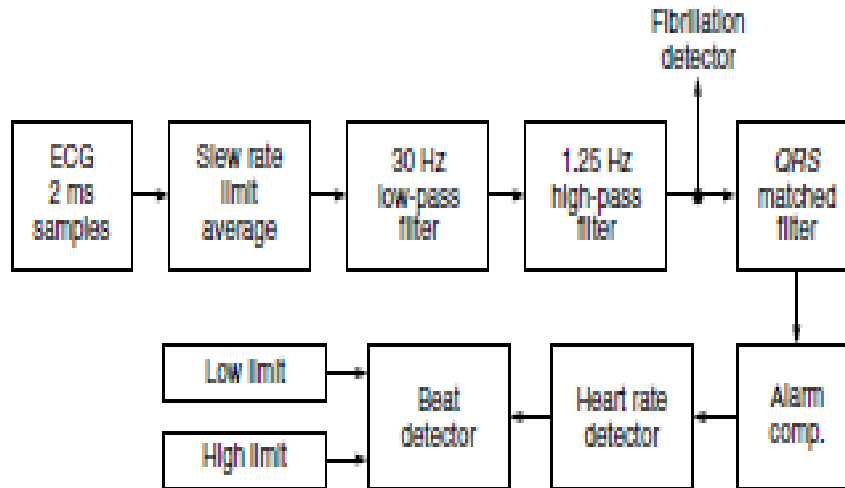 Fibrillation
detector
ECG
2 ms
samples
Slew rate
limit
average
30 Hz
low-pass
filter
1.25 Hz
high-pass
filter
QRS
matched
filter
Low limit
High limit
Beat
detector
Heart rate
detector
Alarm
comp.